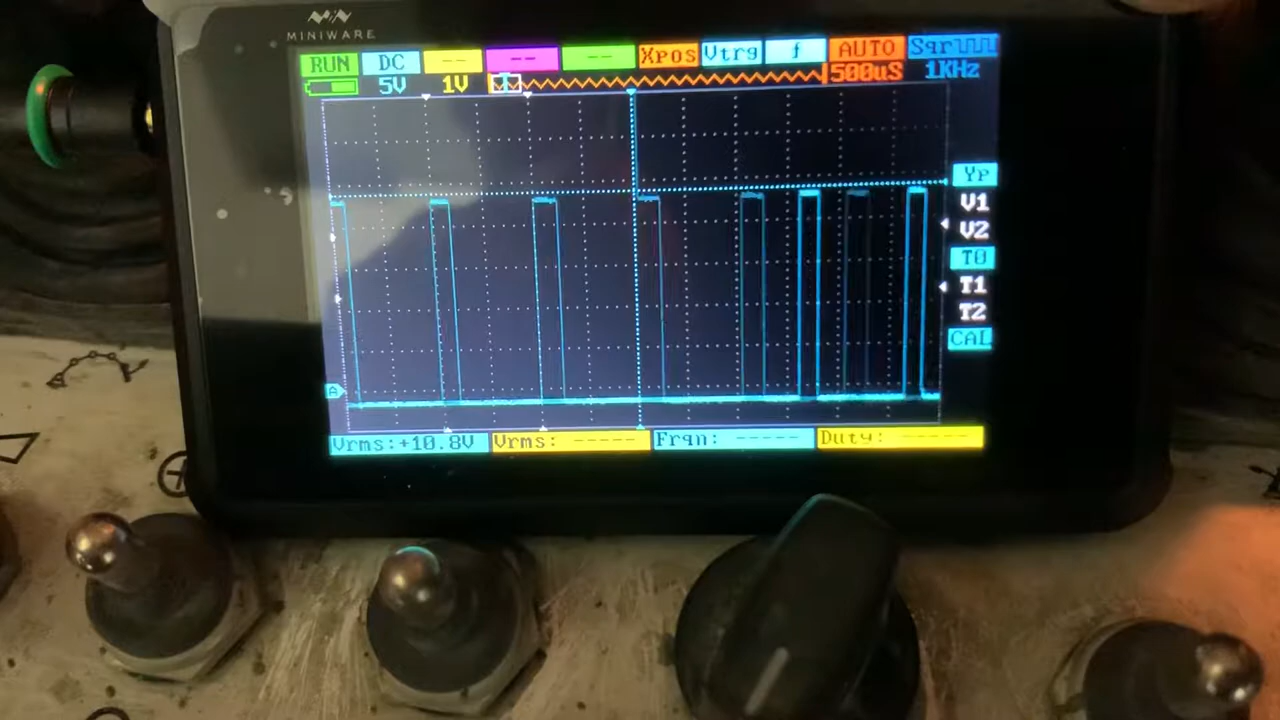 MINIWARE
RUN DC -- -- -- Xpos Vtrg f AUTO Sqr
5V 1V T 500uS 1KHz
Yp
V1
V2
T0
T1
T2
CAL
A
Vrms:+10.8V Vrms: ----- Frqn: ----- Duty: -----